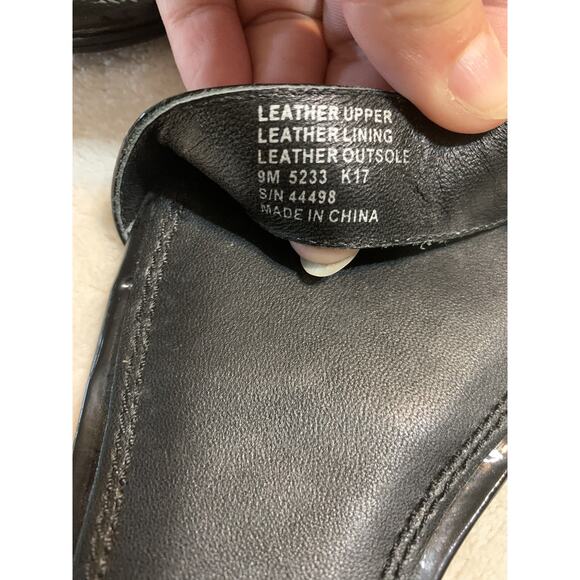 LEATHER UPPER
LEATHER LINING
LEATHER OUTSOLE
9M 5233 K17
S/N 44498
MADE IN CHINA